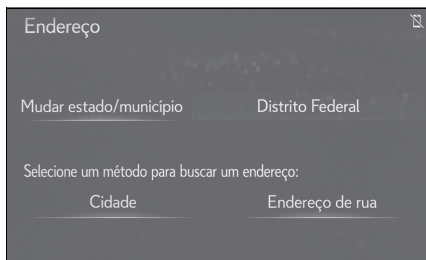 Endereço
Mudar estado/município Distrito Federal
Selecione um método para buscar um endereço:
Cidade Endereço de rua